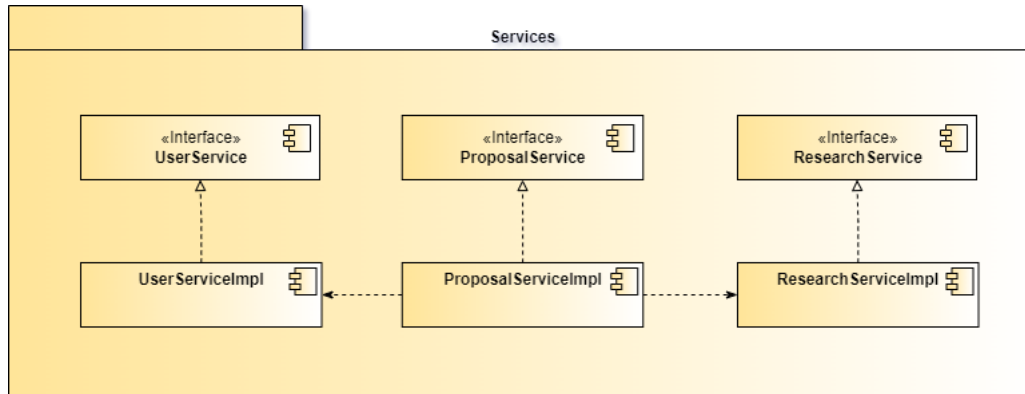 Services
«Interface»
UserService
«Interface»
ProposalService
«Interface»
ResearchService
UserServiceImpl
ProposalServiceImpl
ResearchServiceImpl